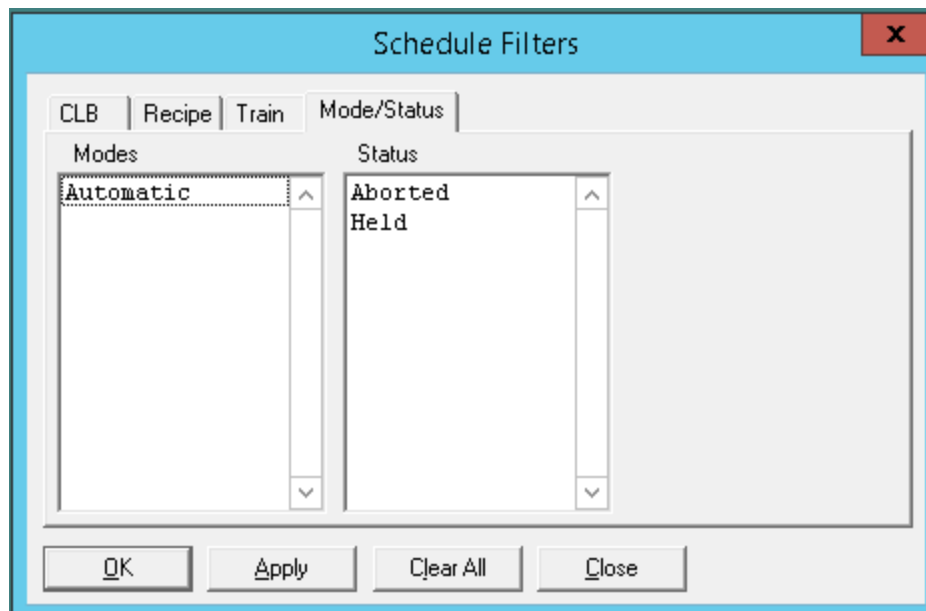 Schedule Filters
x
CLB Recipe Train Mode/Status
Modes Status
Automatic Aborted
Held
OK Apply Clear All Close